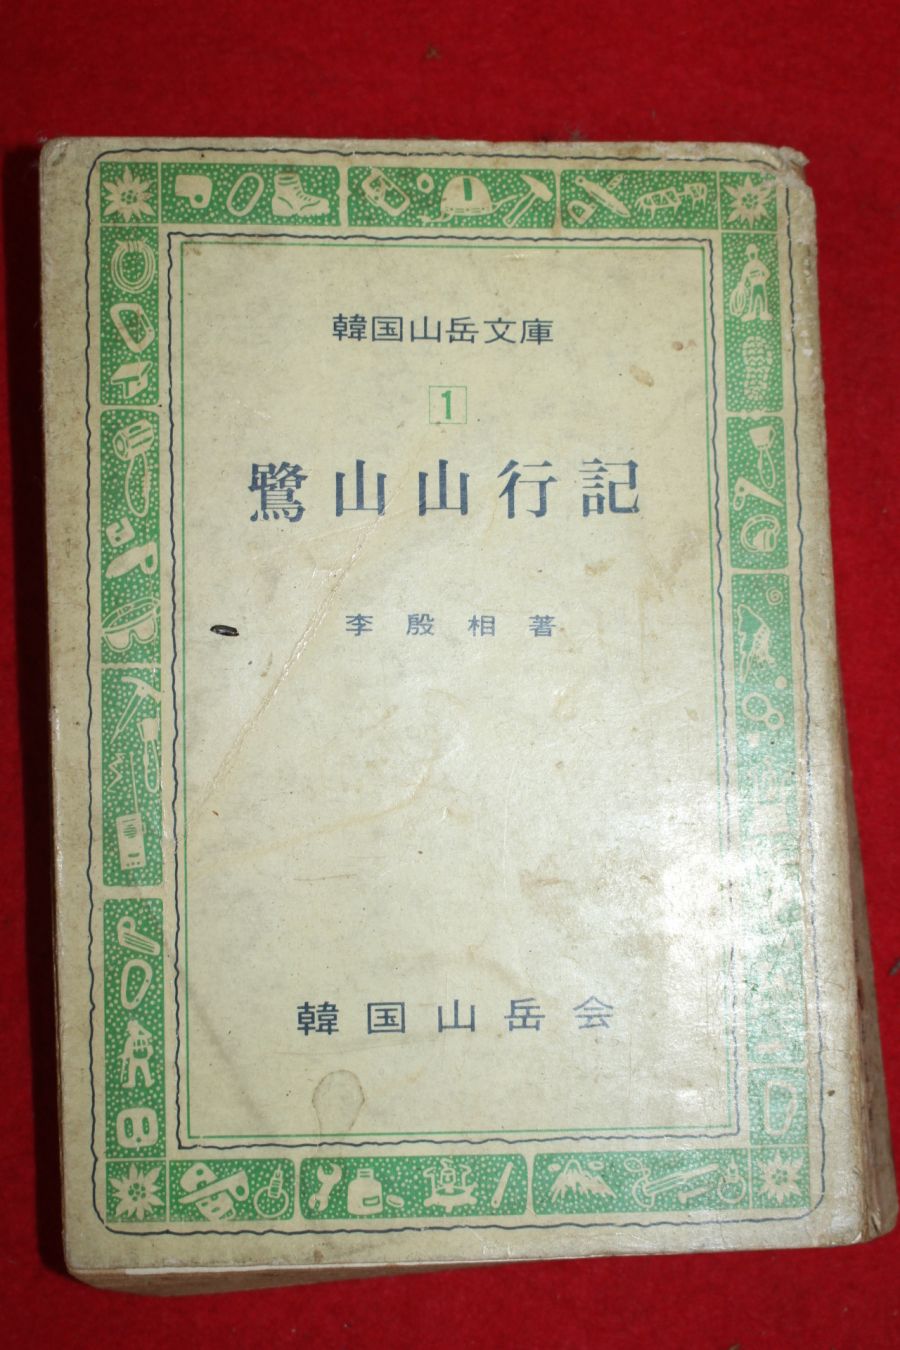 韓国山岳文庫
1
鷺山山行記
李殷相著
韓国山岳会